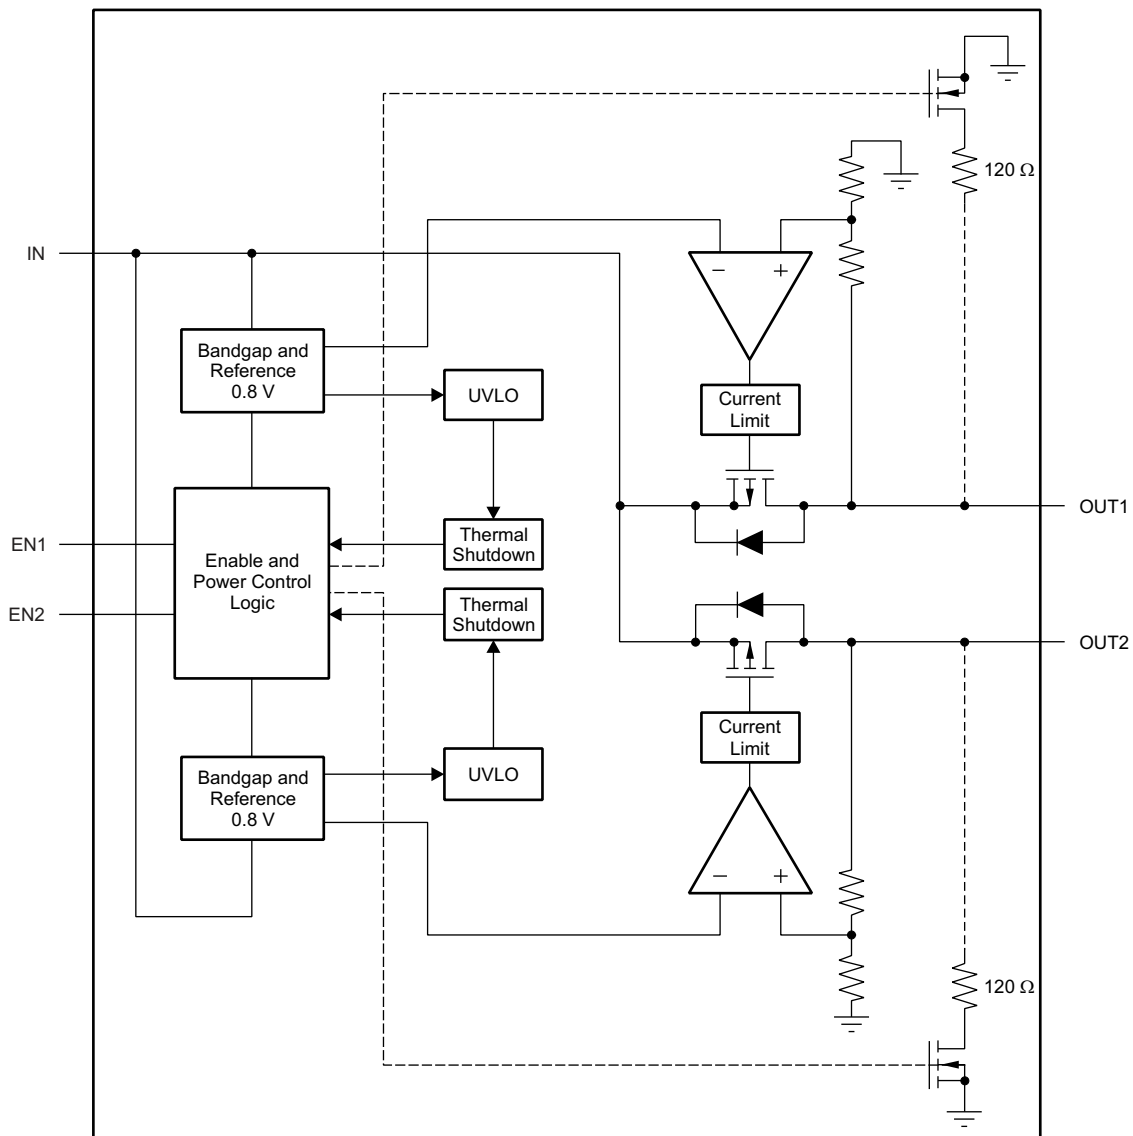 120 Ω
IN
−
+
Bandgap and
Reference
0.8 V
UVLO
Current
Limit
OUT1
EN1
Thermal
Shutdown
Enable and
Power Control
Logic
EN2
Thermal
Shutdown
OUT2
Current
Limit
Bandgap and
Reference
0.8 V
UVLO
−
+
120 Ω